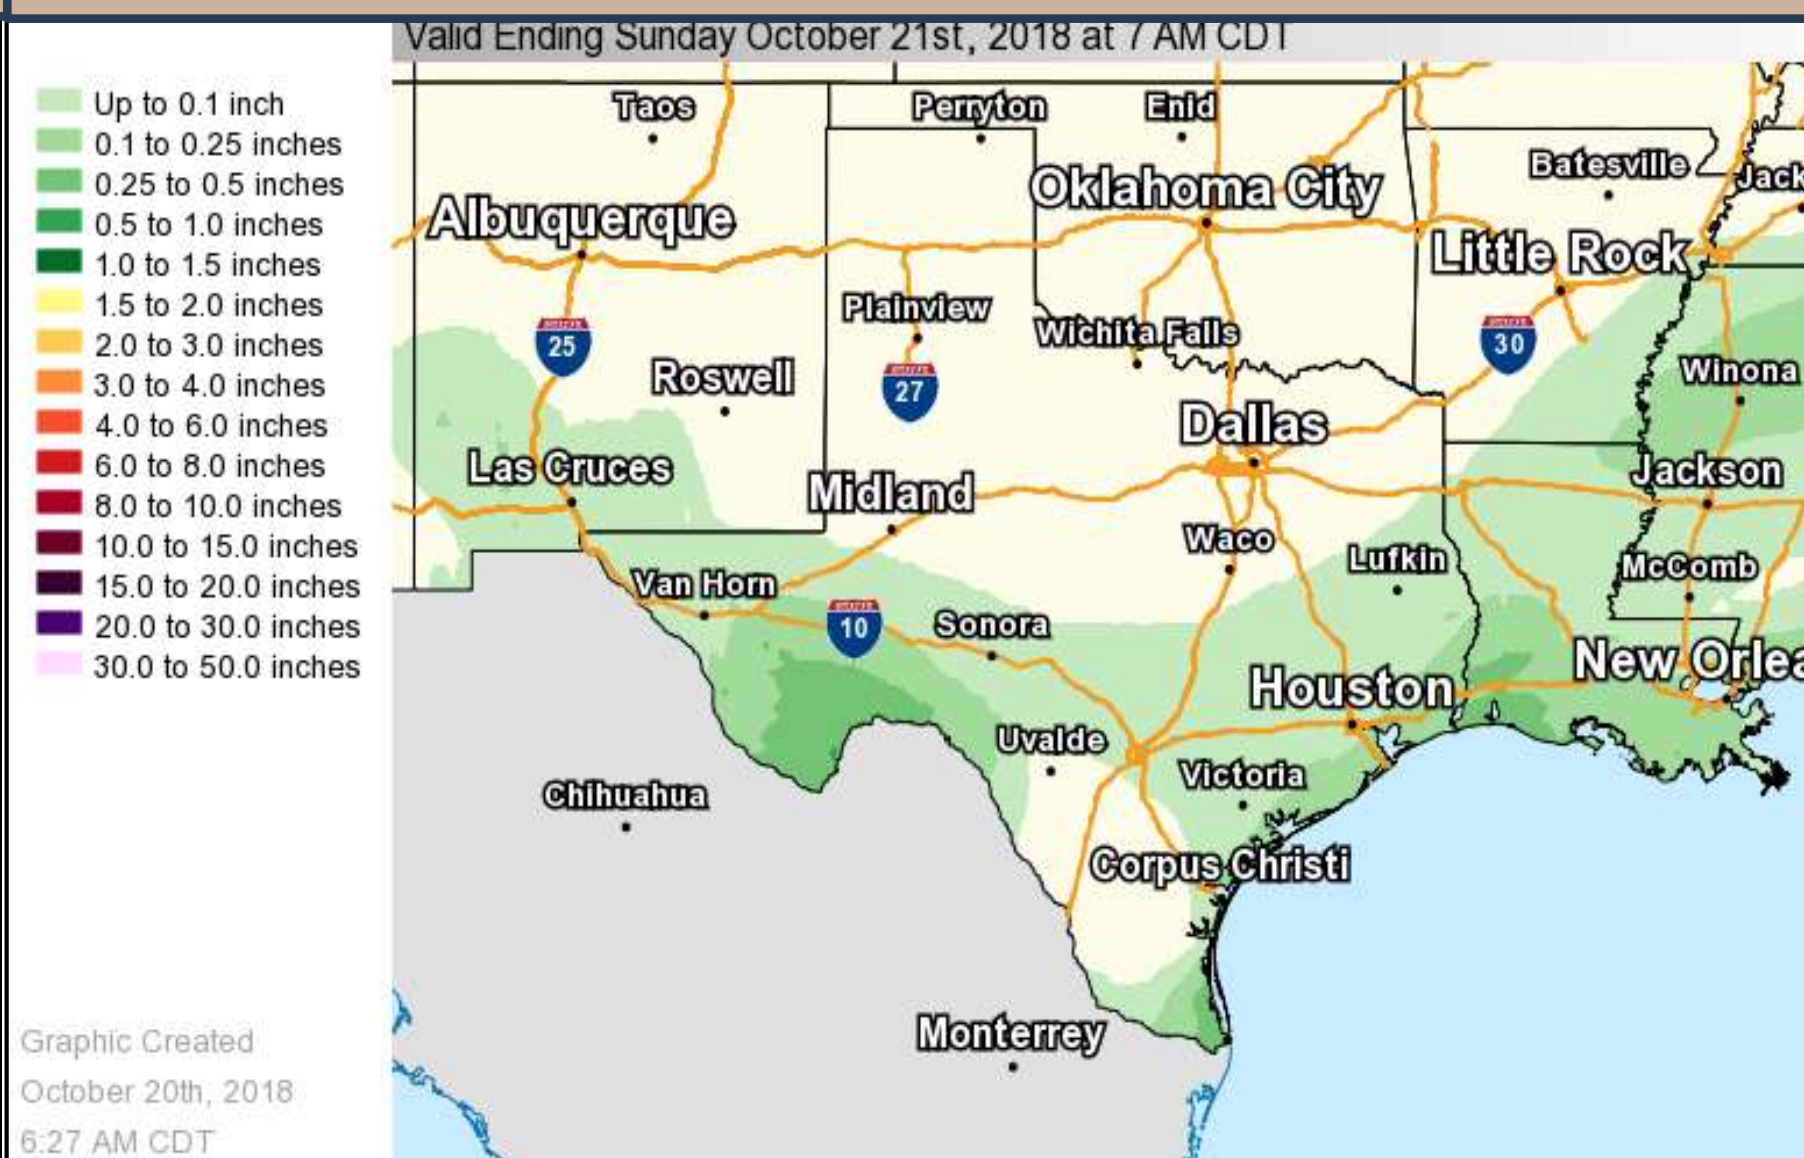 Valid Ending Sunday October 21st, 2018 at 7 AM CDT
Up to 0.1 inch
0.1 to 0.25 inches
0.25 to 0.5 inches
0.5 to 1.0 inches
1.0 to 1.5 inches
1.5 to 2.0 inches
2.0 to 3.0 inches
3.0 to 4.0 inches
4.0 to 6.0 inches
6.0 to 8.0 inches
8.0 to 10.0 inches
10.0 to 15.0 inches
15.0 to 20.0 inches
20.0 to 30.0 inches
30.0 to 50.0 inches
Graphic Created
October 20th, 2018
6:27 AM CDT
Taos
Perryton
Enid
Batesville
Jack
Oklahoma City
Albuquerque
Little Rock
Plainview
Wichita Falls
25
30
Winona
Roswell
27
Dallas
Las Cruces
Jackson
Midland
Waco
Lufkin
McComb
Van Horn
10
Sonora
New Orlea
Houston
Uvalde
Victoria
Chihuahua
Corpus Christi
Monterrey